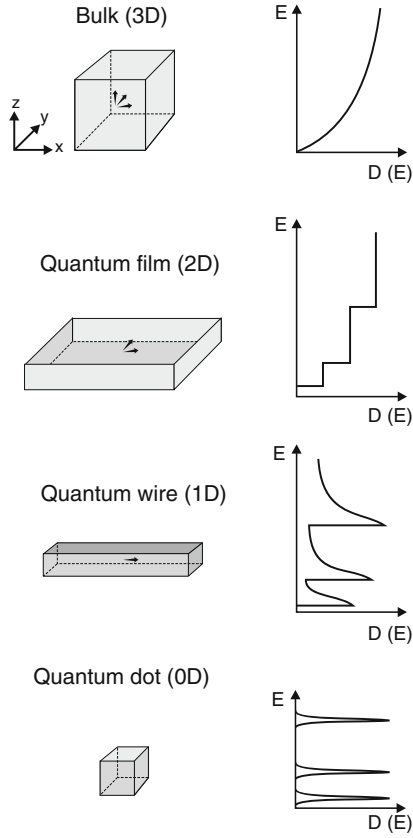 Bulk (3D)
E
z
y
x
D (E)
Quantum film (2D)
E
D (E)
Quantum wire (1D)
E
D (E)
Quantum dot (0D)
E
D (E)